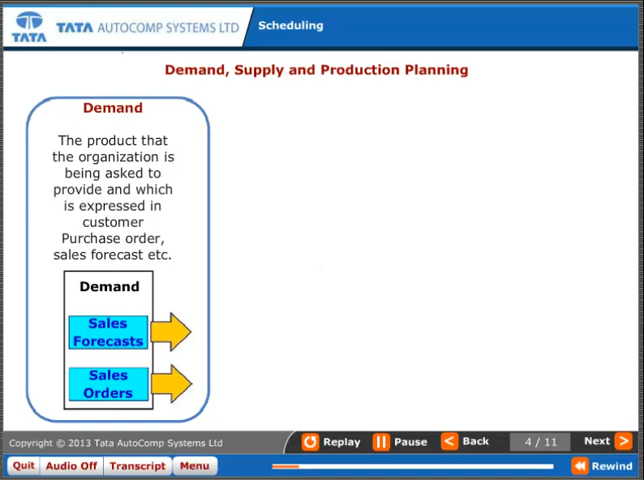 TATA
TATA AUTOCOMP SYSTEMS LTD
Scheduling
Demand, Supply and Production Planning
Demand
The product that
the organization is
being asked to
provide and which
is expressed in
customer
Purchase order,
sales forecast etc.
Demand
Sales
Forecasts
Sales
Orders
Copyright © 2013 Tata AutoComp Systems Ltd
Replay
Pause
Back
4 / 11
Next
Quit
Audio Off
Transcript
Menu
Rewind